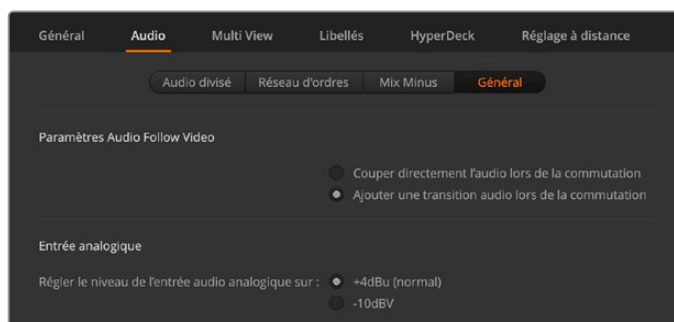 Général Audio Multi View Libellés HyperDeck Réglage à distance
Audio divisé Réseau d'ordres Mix Minus Général
Paramètres Audio Follow Video
Couper directement l'audio lors de la commutation
Ajouter une transition audio lors de la commutation
Entrée analogique
Régler le niveau de l'entrée audio analogique sur : +4dBu (normal)
-10dBV